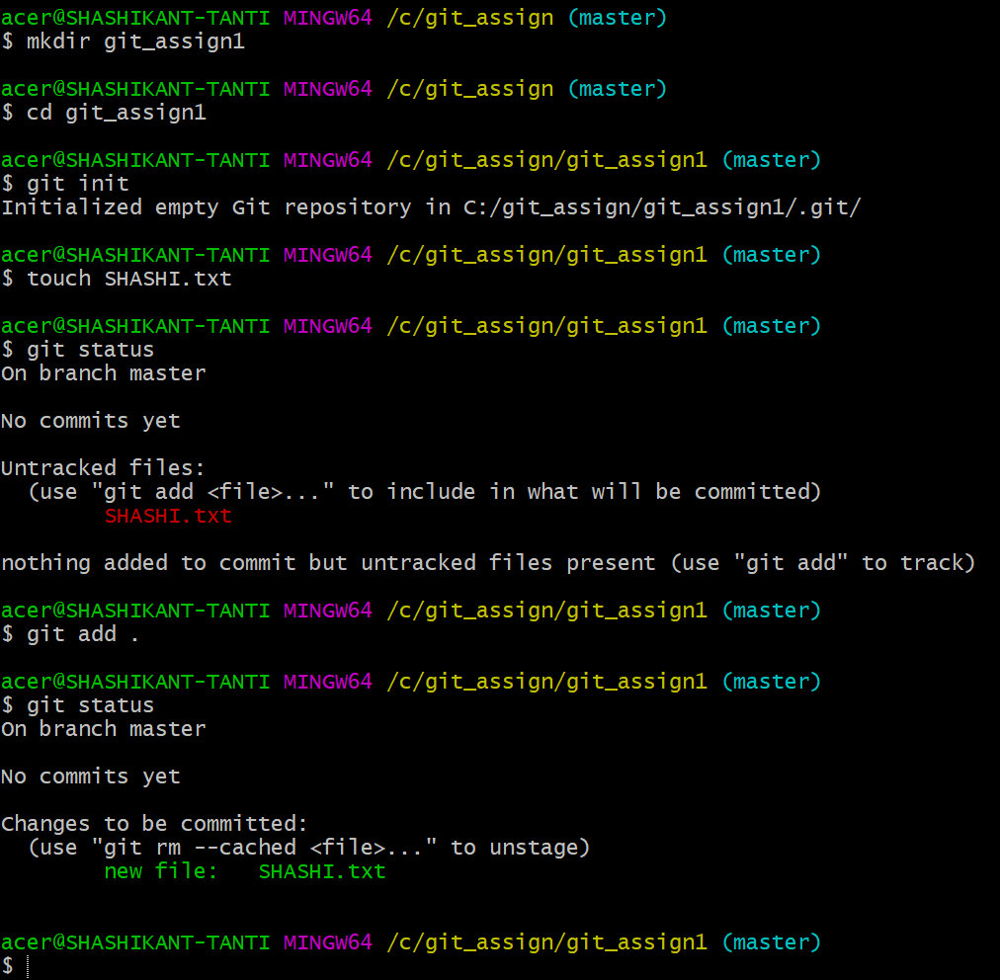 acer@SHASHIKANT-TANTI MINGW64 /c/git_assign (master)
$ mkdir git_assign1
acer@SHASHIKANT-TANTI MINGW64 /c/git_assign (master)
$ cd git_assign1
acer@SHASHIKANT-TANTI MINGW64 /c/git_assign/git_assign1 (master)
$ git init
Initialized empty Git repository in C:/git_assign/git_assign1/.git/
acer@SHASHIKANT-TANTI MINGW64 /c/git_assign/git_assign1 (master)
$ touch SHASHI.txt
acer@SHASHIKANT-TANTI MINGW64 /c/git_assign/git_assign1 (master)
$ git status
On branch master
No commits yet
Untracked files:
  (use "git add <file>..." to include in what will be committed)
        SHASHI.txt
nothing added to commit but untracked files present (use "git add" to track)
acer@SHASHIKANT-TANTI MINGW64 /c/git_assign/git_assign1 (master)
$ git add .
acer@SHASHIKANT-TANTI MINGW64 /c/git_assign/git_assign1 (master)
$ git status
On branch master
No commits yet
Changes to be committed:
  (use "git rm --cached <file>..." to unstage)
        new file:   SHASHI.txt
acer@SHASHIKANT-TANTI MINGW64 /c/git_assign/git_assign1 (master)
$